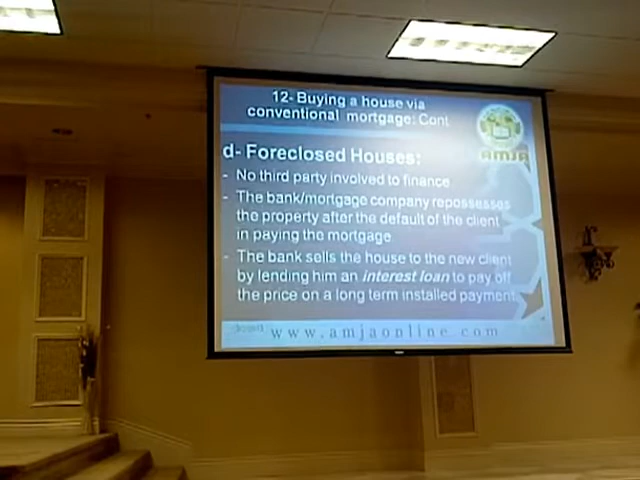 12- Buying a house via
conventional mortgage: Cont
AMJA
d- Foreclosed Houses:
- No third party involved to finance
- The bank/mortgage company repossesses
the property after the default of the client
in paying the mortgage
- The bank sells the house to the new client
by lending him an interest loan to pay off
the price on a long term installed payment
www.amjaonline.com